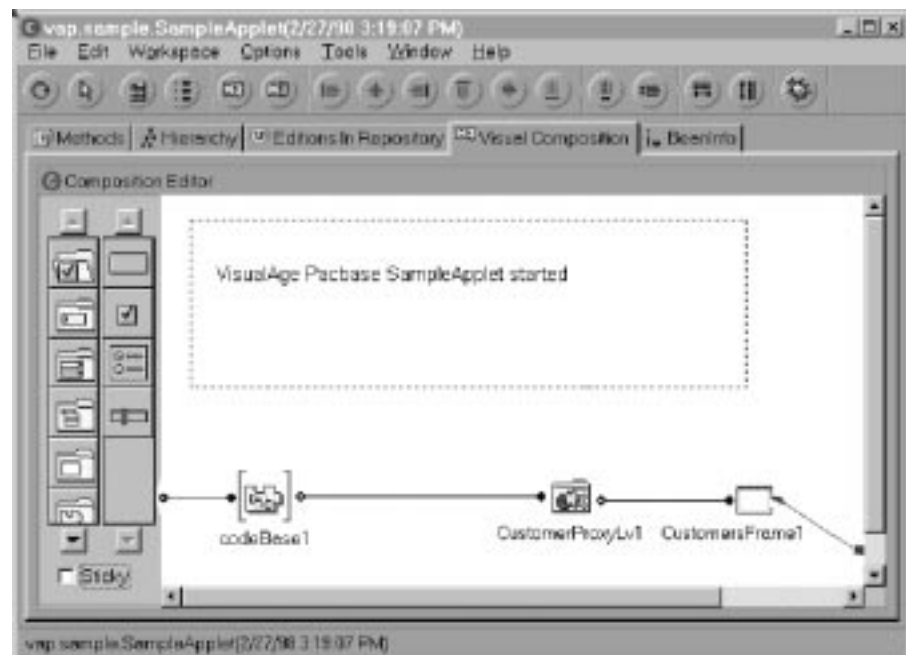 vap.sample.SampleApplet(2/27/98 3:19:07 PM)
File Edit Workspace Options Tools Window Help
Methods Hierarchy Editions In Repository Visual Composition BeanInfo
Composition Editor
VisualAge Pacbase SampleApplet started
codeBase1
CustomerProxyLv1 CustomersFrame1
Sticky
vap.sample.SampleApplet(2/27/98 3:19:07 PM)